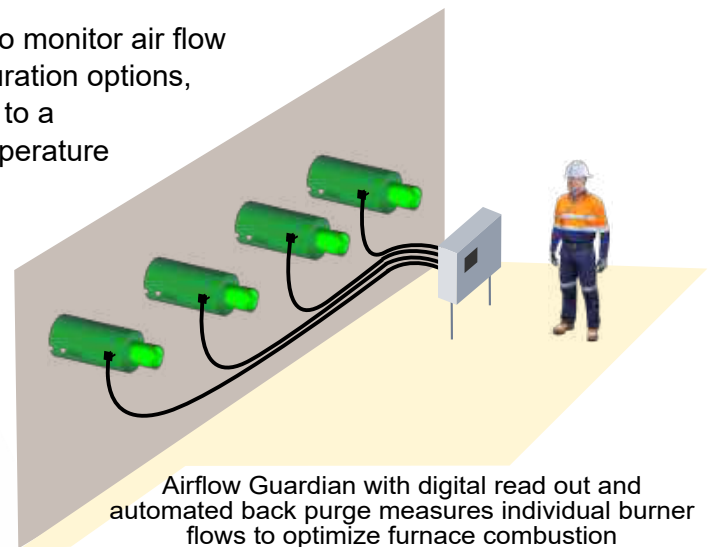 o monitor air flow
uration options,
to a
perature
Airflow Guardian with digital read out and
automated back purge measures individual burner
flows to optimize furnace combustion